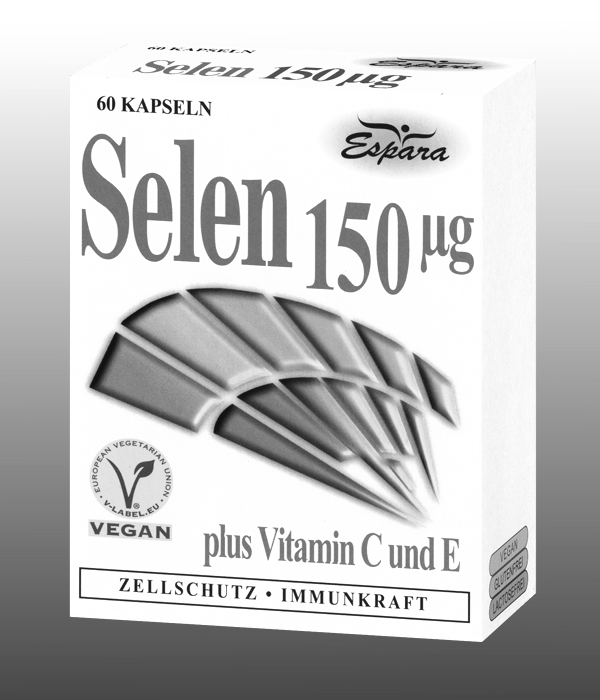 60 KAPSELN
Selen 150 µg
Espara
60 KAPSELN
Espara
Selen 150 µg
EUROPEAN VEGETARIAN UNION
• V-LABEL.EU •
VEGAN
plus Vitamin C und E
ZELLSCHUTZ • IMMUNKRAFT
VEGAN
GLUTENFREI
LACTOSEFREI